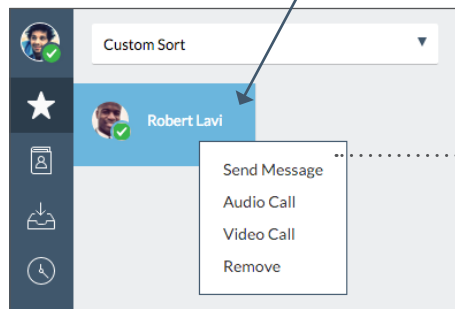 Custom Sort
Robert Lavi
Send Message
Audio Call
Video Call
Remove